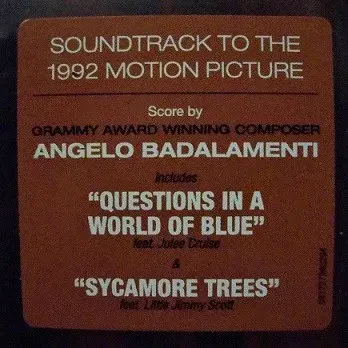 SOUNDTRACK TO THE
1992 MOTION PICTURE
Score by
GRAMMY AWARD WINNING COMPOSER
ANGELO BADALAMENTI
Includes
“QUESTIONS IN A
WORLD OF BLUE”
feat. Julee Cruise
&
“SYCAMORE TREES”
feat. Little Jimmy Scott